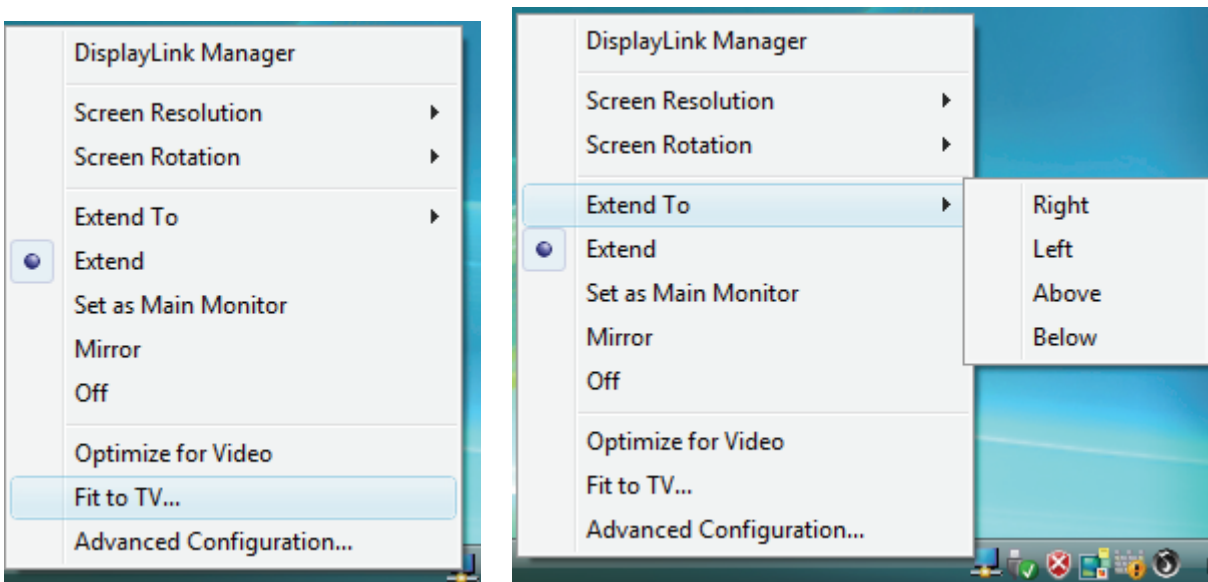 DisplayLink Manager
Screen Resolution
Screen Rotation
Extend To
Extend
Set as Main Monitor
Mirror
Off
Optimize for Video
Fit to TV...
Advanced Configuration...
DisplayLink Manager
Screen Resolution
Screen Rotation
Extend To
Extend
Set as Main Monitor
Mirror
Off
Optimize for Video
Fit to TV...
Advanced Configuration...
Right
Left
Above
Below